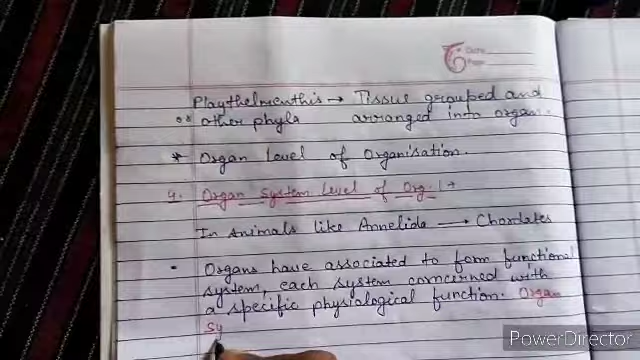 Date
Page
Playthelmenthis → Tissue grouped and
other phyla arranged into organ.
* Organ level of Organisation.
4. Organ System Level of Org. :→
In animals like Annelida → Chordates
• Organs have associated to form functional
system, each system concerned with
a specific physiological function. Organ
Sy
PowerDirector